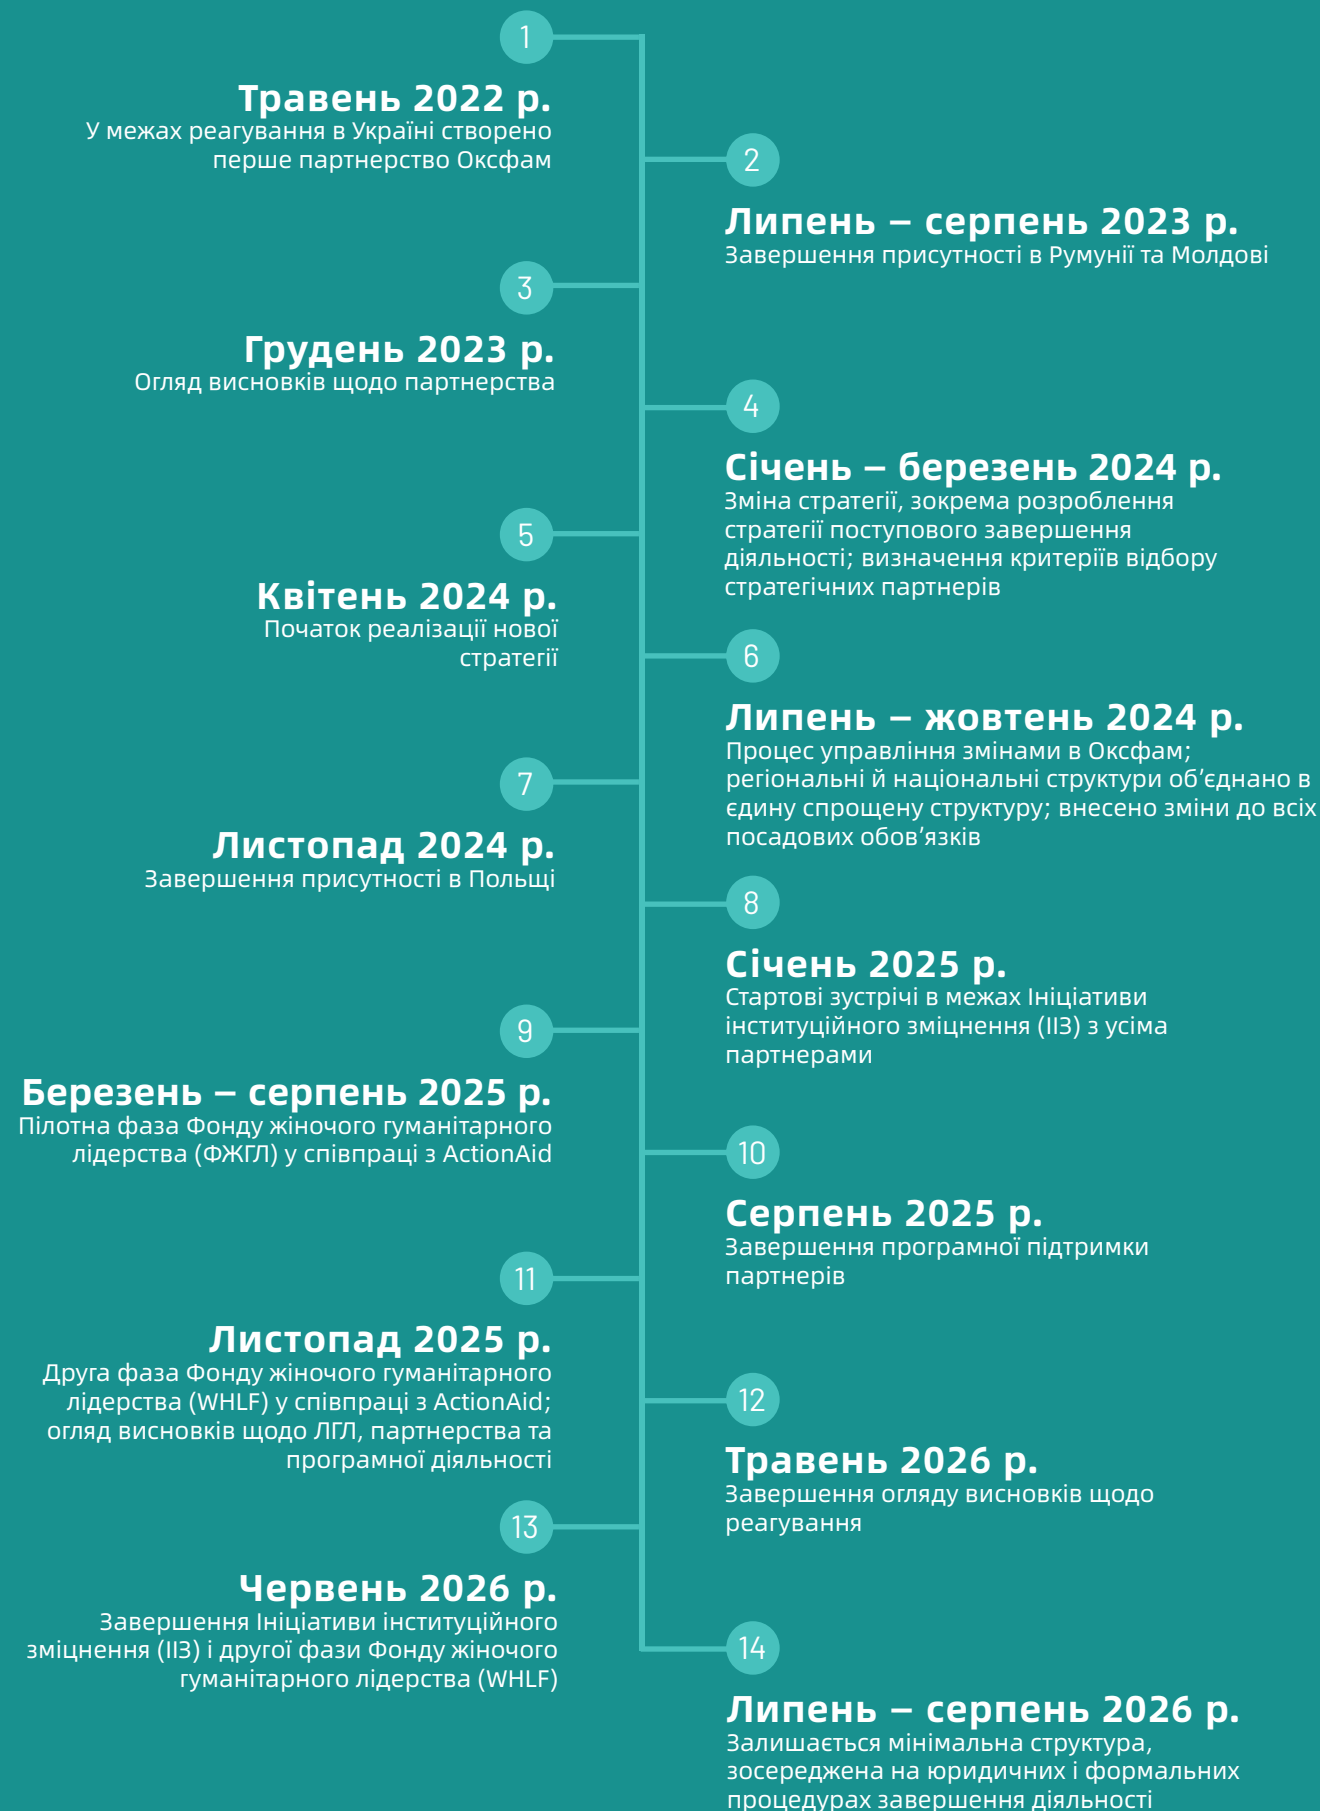 1
Травень 2022 р.
У межах реагування в Україні створено
перше партнерство Оксфам
2
Липень – серпень 2023 р.
Завершення присутності в Румунії та Молдові
3
Грудень 2023 р.
Огляд висновків щодо партнерства
4
Січень – березень 2024 р.
Зміна стратегії, зокрема розроблення
стратегії поступового завершення
діяльності; визначення критеріїв відбору
стратегічних партнерів
5
Квітень 2024 р.
Початок реалізації нової
стратегії
6
Липень – жовтень 2024 р.
Процес управління змінами в Оксфам;
регіональні й національні структури об’єднано в
єдину спрощену структуру; внесено зміни до всіх
посадових обов’язків
7
Листопад 2024 р.
Завершення присутності в Польщі
8
Січень 2025 р.
Стартові зустрічі в межах Ініціативи
інституційного зміцнення (ІІЗ) з усіма
партнерами
9
Березень – серпень 2025 р.
Пілотна фаза Фонду жіночого гуманітарного
лідерства (ФЖГЛ) у співпраці з ActionAid
10
Серпень 2025 р.
Завершення програмної підтримки
партнерів
11
Листопад 2025 р.
Друга фаза Фонду жіночого гуманітарного
лідерства (WHLF) у співпраці з ActionAid;
огляд висновків щодо ЛГЛ, партнерства та
програмної діяльності
12
Травень 2026 р.
Завершення огляду висновків щодо
реагування
13
Червень 2026 р.
Завершення Ініціативи інституційного
зміцнення (ІІЗ) і другої фази Фонду жіночого
гуманітарного лідерства (WHLF)
14
Липень – серпень 2026 р.
Залишається мінімальна структура,
зосереджена на юридичних і формальних
процедурах завершення діяльності